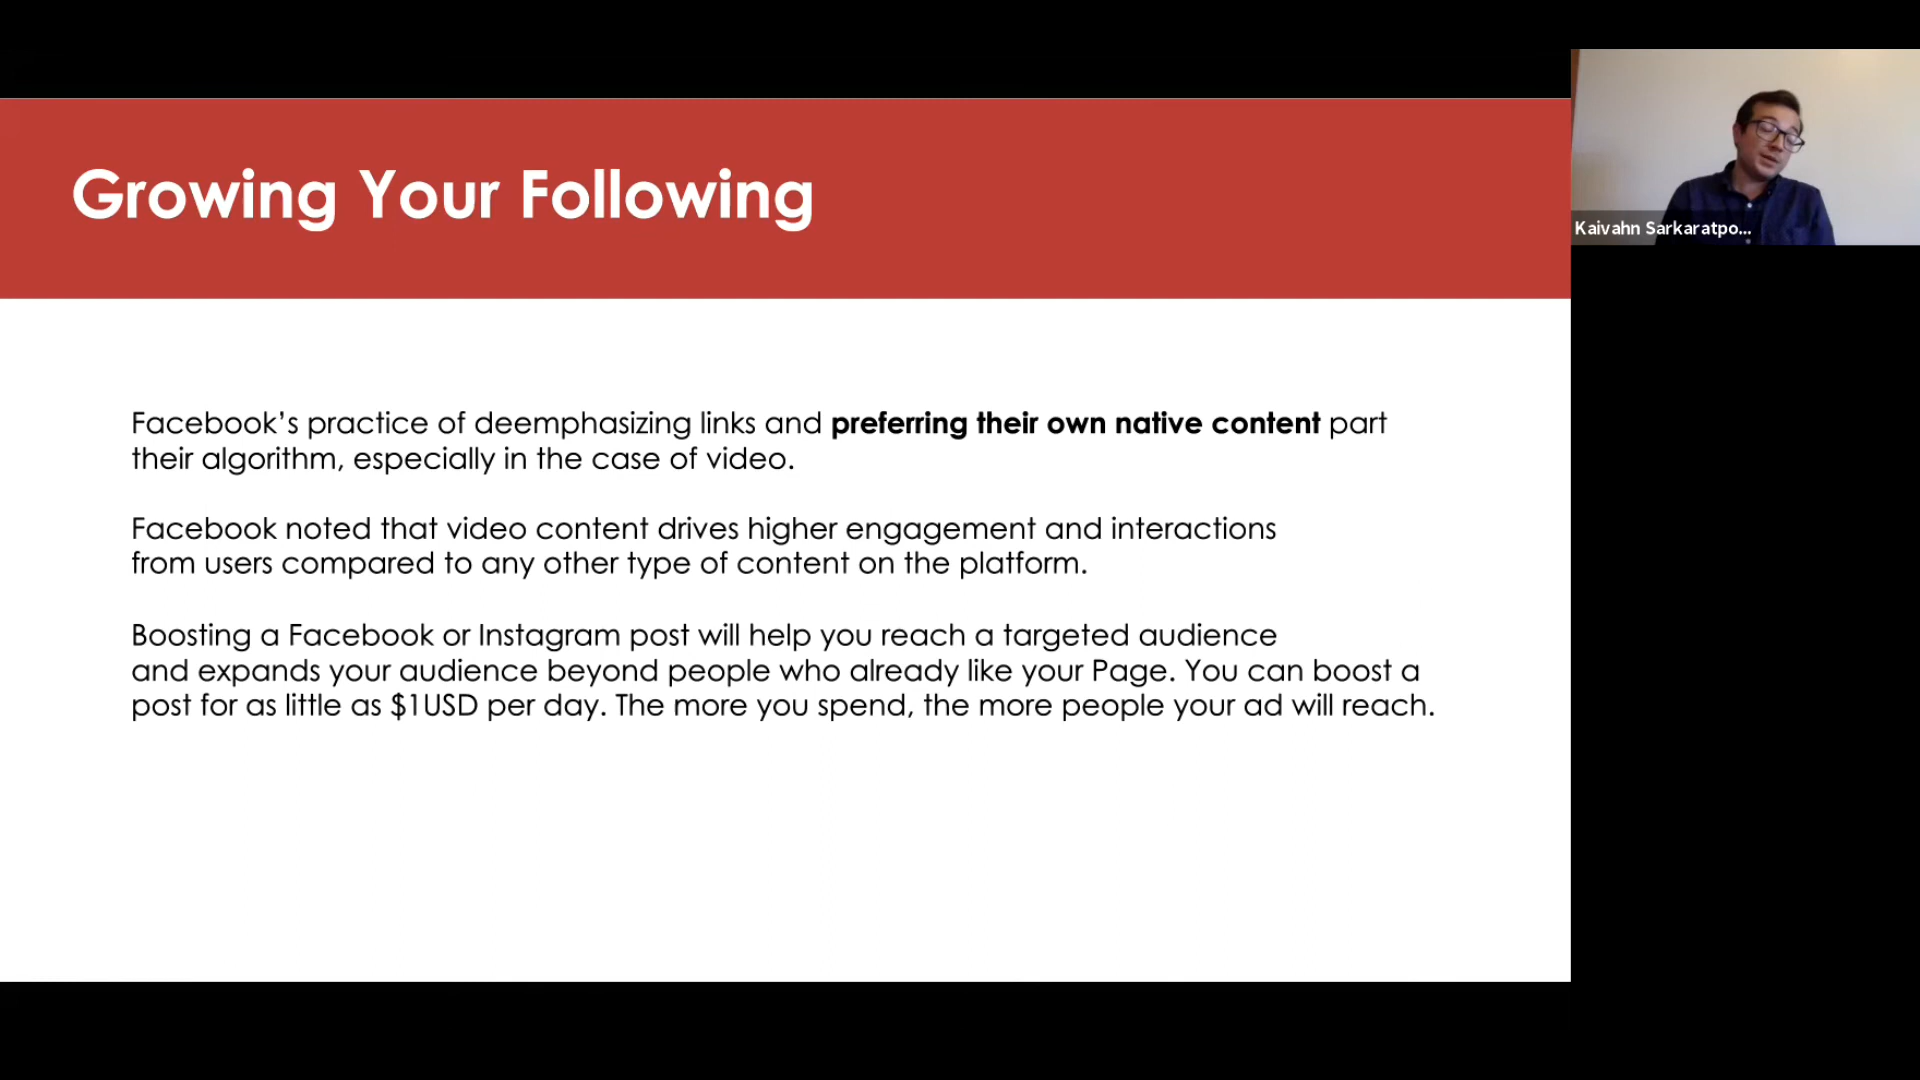 Growing Your Following
Kaivahn Sarkaratpo...
Facebook’s practice of deemphasizing links and preferring their own native content part
their algorithm, especially in the case of video.
Facebook noted that video content drives higher engagement and interactions
from users compared to any other type of content on the platform.
Boosting a Facebook or Instagram post will help you reach a targeted audience
and expands your audience beyond people who already like your Page. You can boost a
post for as little as $1USD per day. The more you spend, the more people your ad will reach.